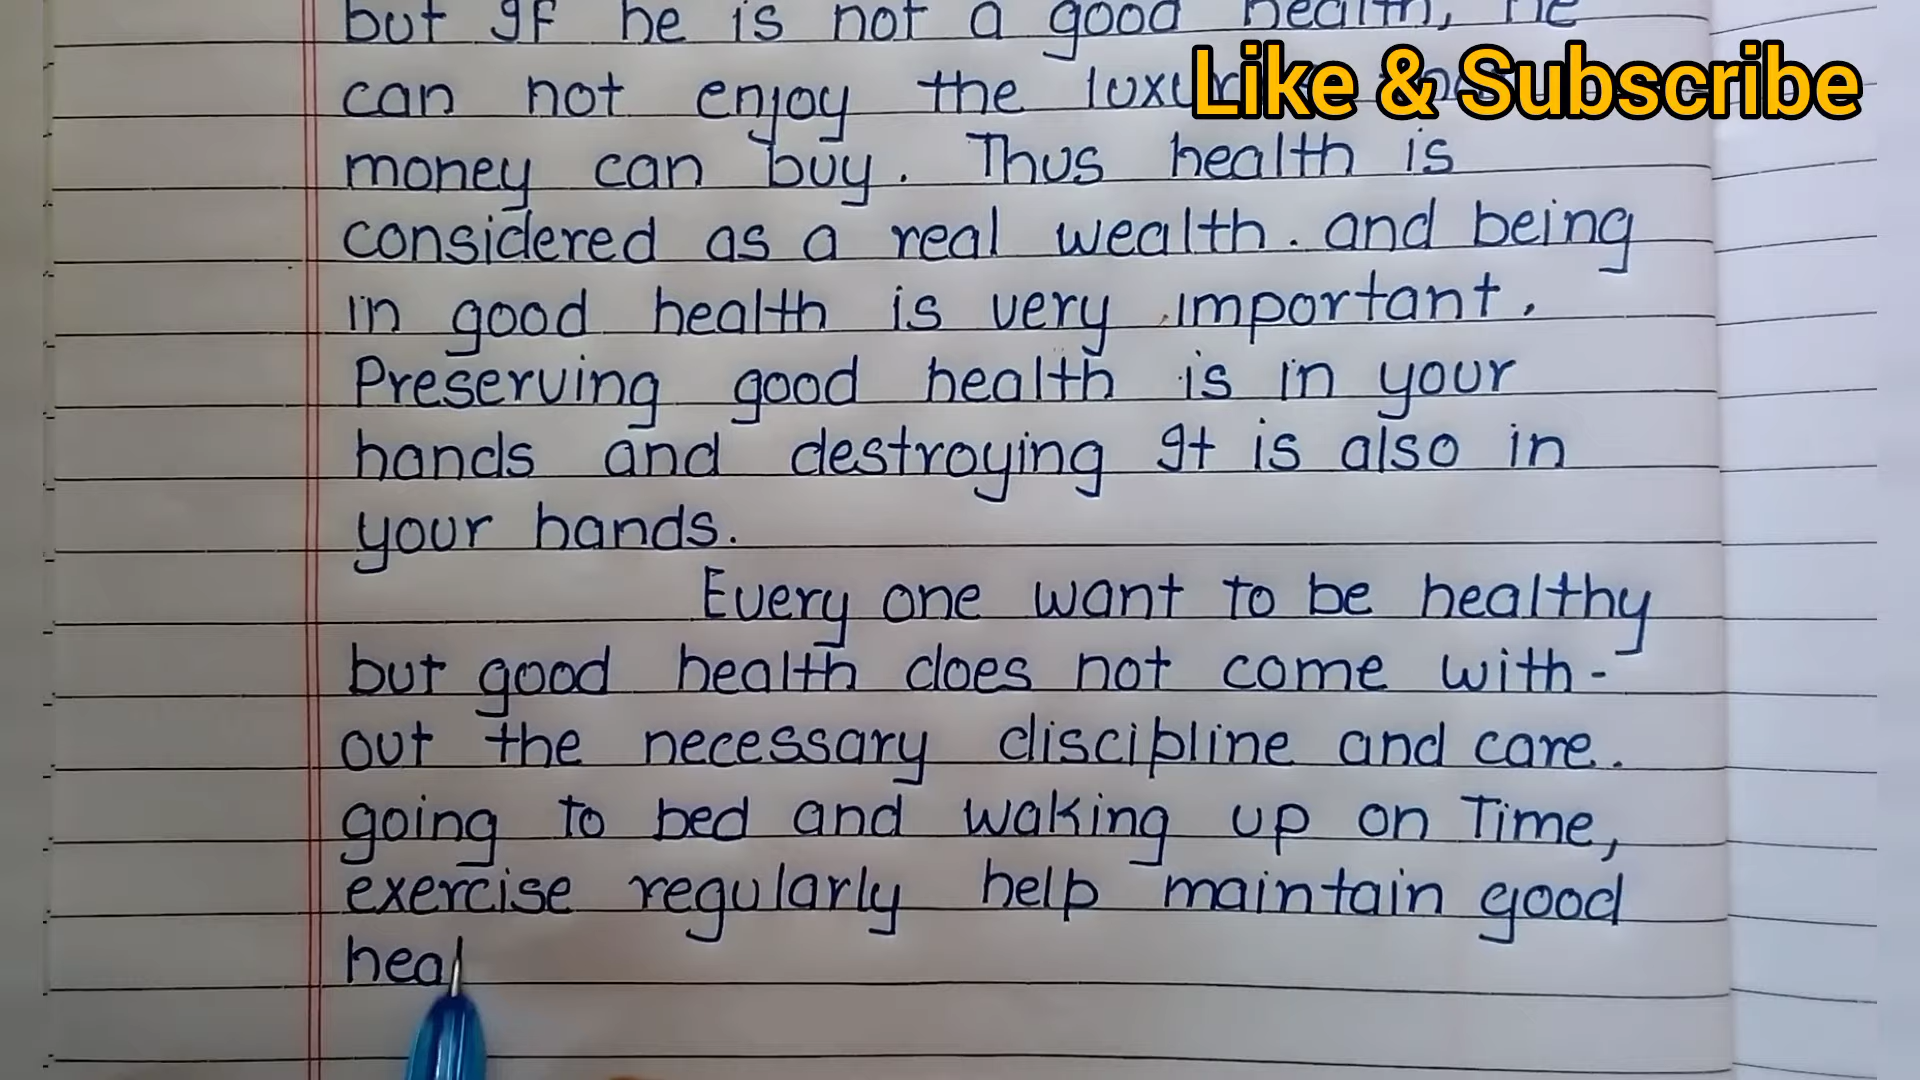 but If he is not a good health, he
can not enjoy the
Like & Subscribe
money can buy. Thus health is
considered as a real wealth. and being
in good health is very important.
Preserving good health is in your
hands and destroying It is also in
your hands.
Every one want to be healthy
but good health does not come with-
out the necessary discipline and care.
going to bed and waking up on Time,
exercise regularly help maintain good
heal